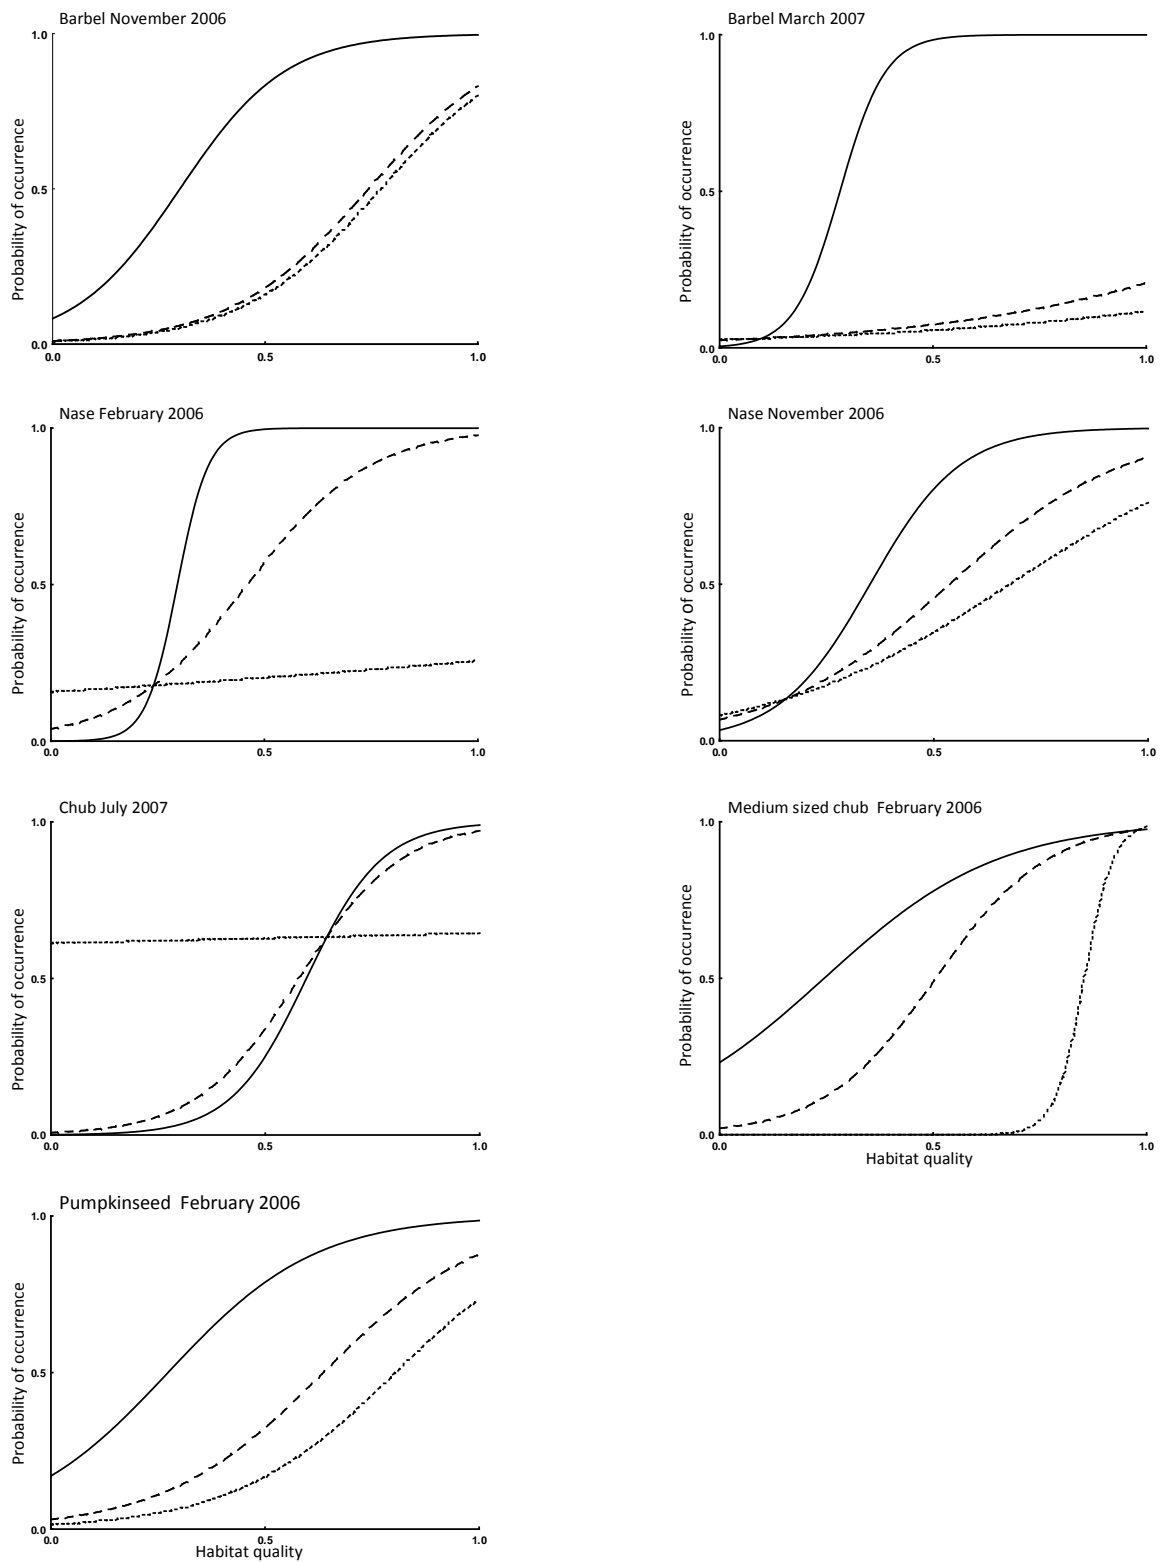 Barbel November 2006
1.0
0.5
0.0
Probability of occurrence
0.0 0.5 1.0
Barbel March 2007
1.0
0.5
0.0
Probability of occurrence
0.0 0.5 1.0
Nase February 2006
1.0
0.5
0.0
Probability of occurrence
0.0 0.5 1.0
Nase November 2006
1.0
0.5
0.0
Probability of occurrence
0.0 0.5 1.0
Chub July 2007
1.0
0.5
0.0
Probability of occurrence
0.0 0.5 1.0
Medium sized chub February 2006
1.0
0.5
0.0
Probability of occurrence
0.0 0.5 1.0
Habitat quality
Pumpkinseed February 2006
1.0
0.5
0.0
Probability of occurrence
0.0 0.5 1.0
Habitat quality